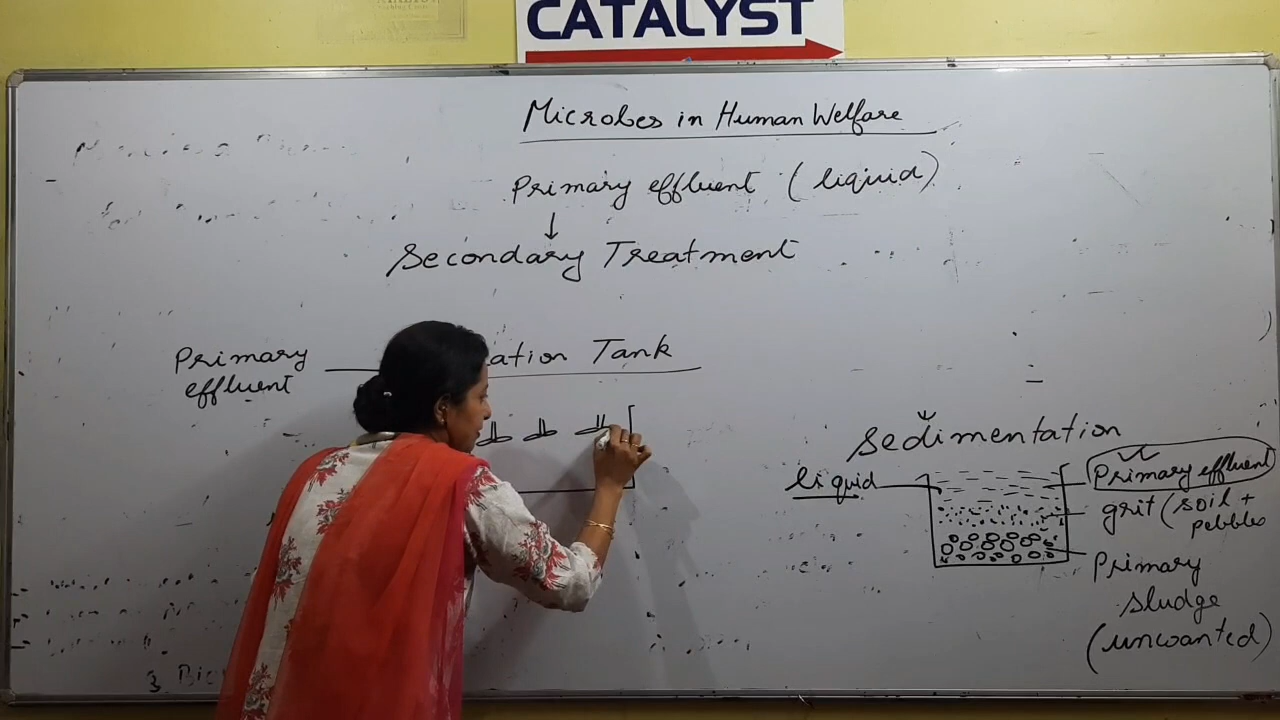 CATALYST
Microbes in Human Welfare
Primary effluent (liquid)
Secondary Treatment
Primary
effluent
ation Tank
Sedimentation
liquid
Primary effluent
grit (soil +
pebbles
Primary
sludge
(unwanted)
3